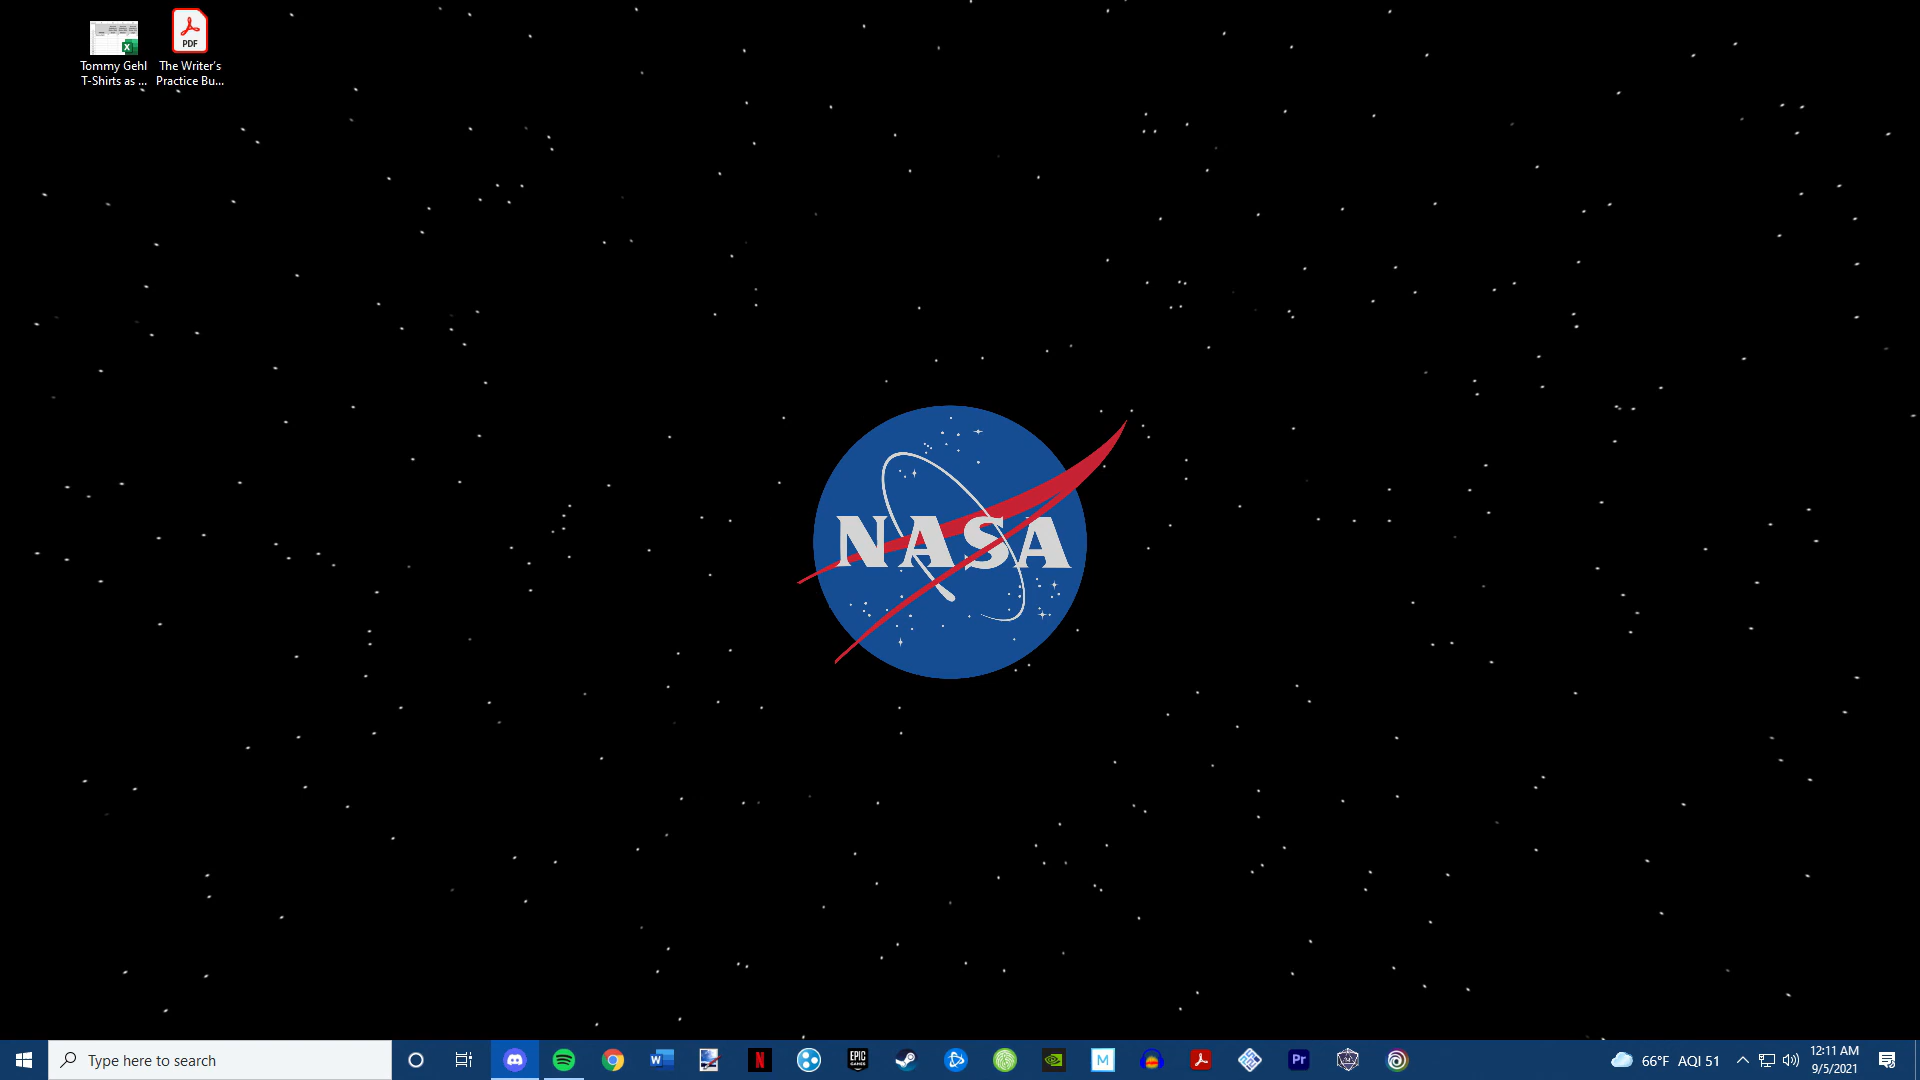 Tommy Gehl
T-Shirts as ...
PDF
The Writer's
Practice Bu...
NASA
Type here to search
W
N
EPIC
GAMES
M
Pr
66°F AQI 51
12:11 AM
9/5/2021